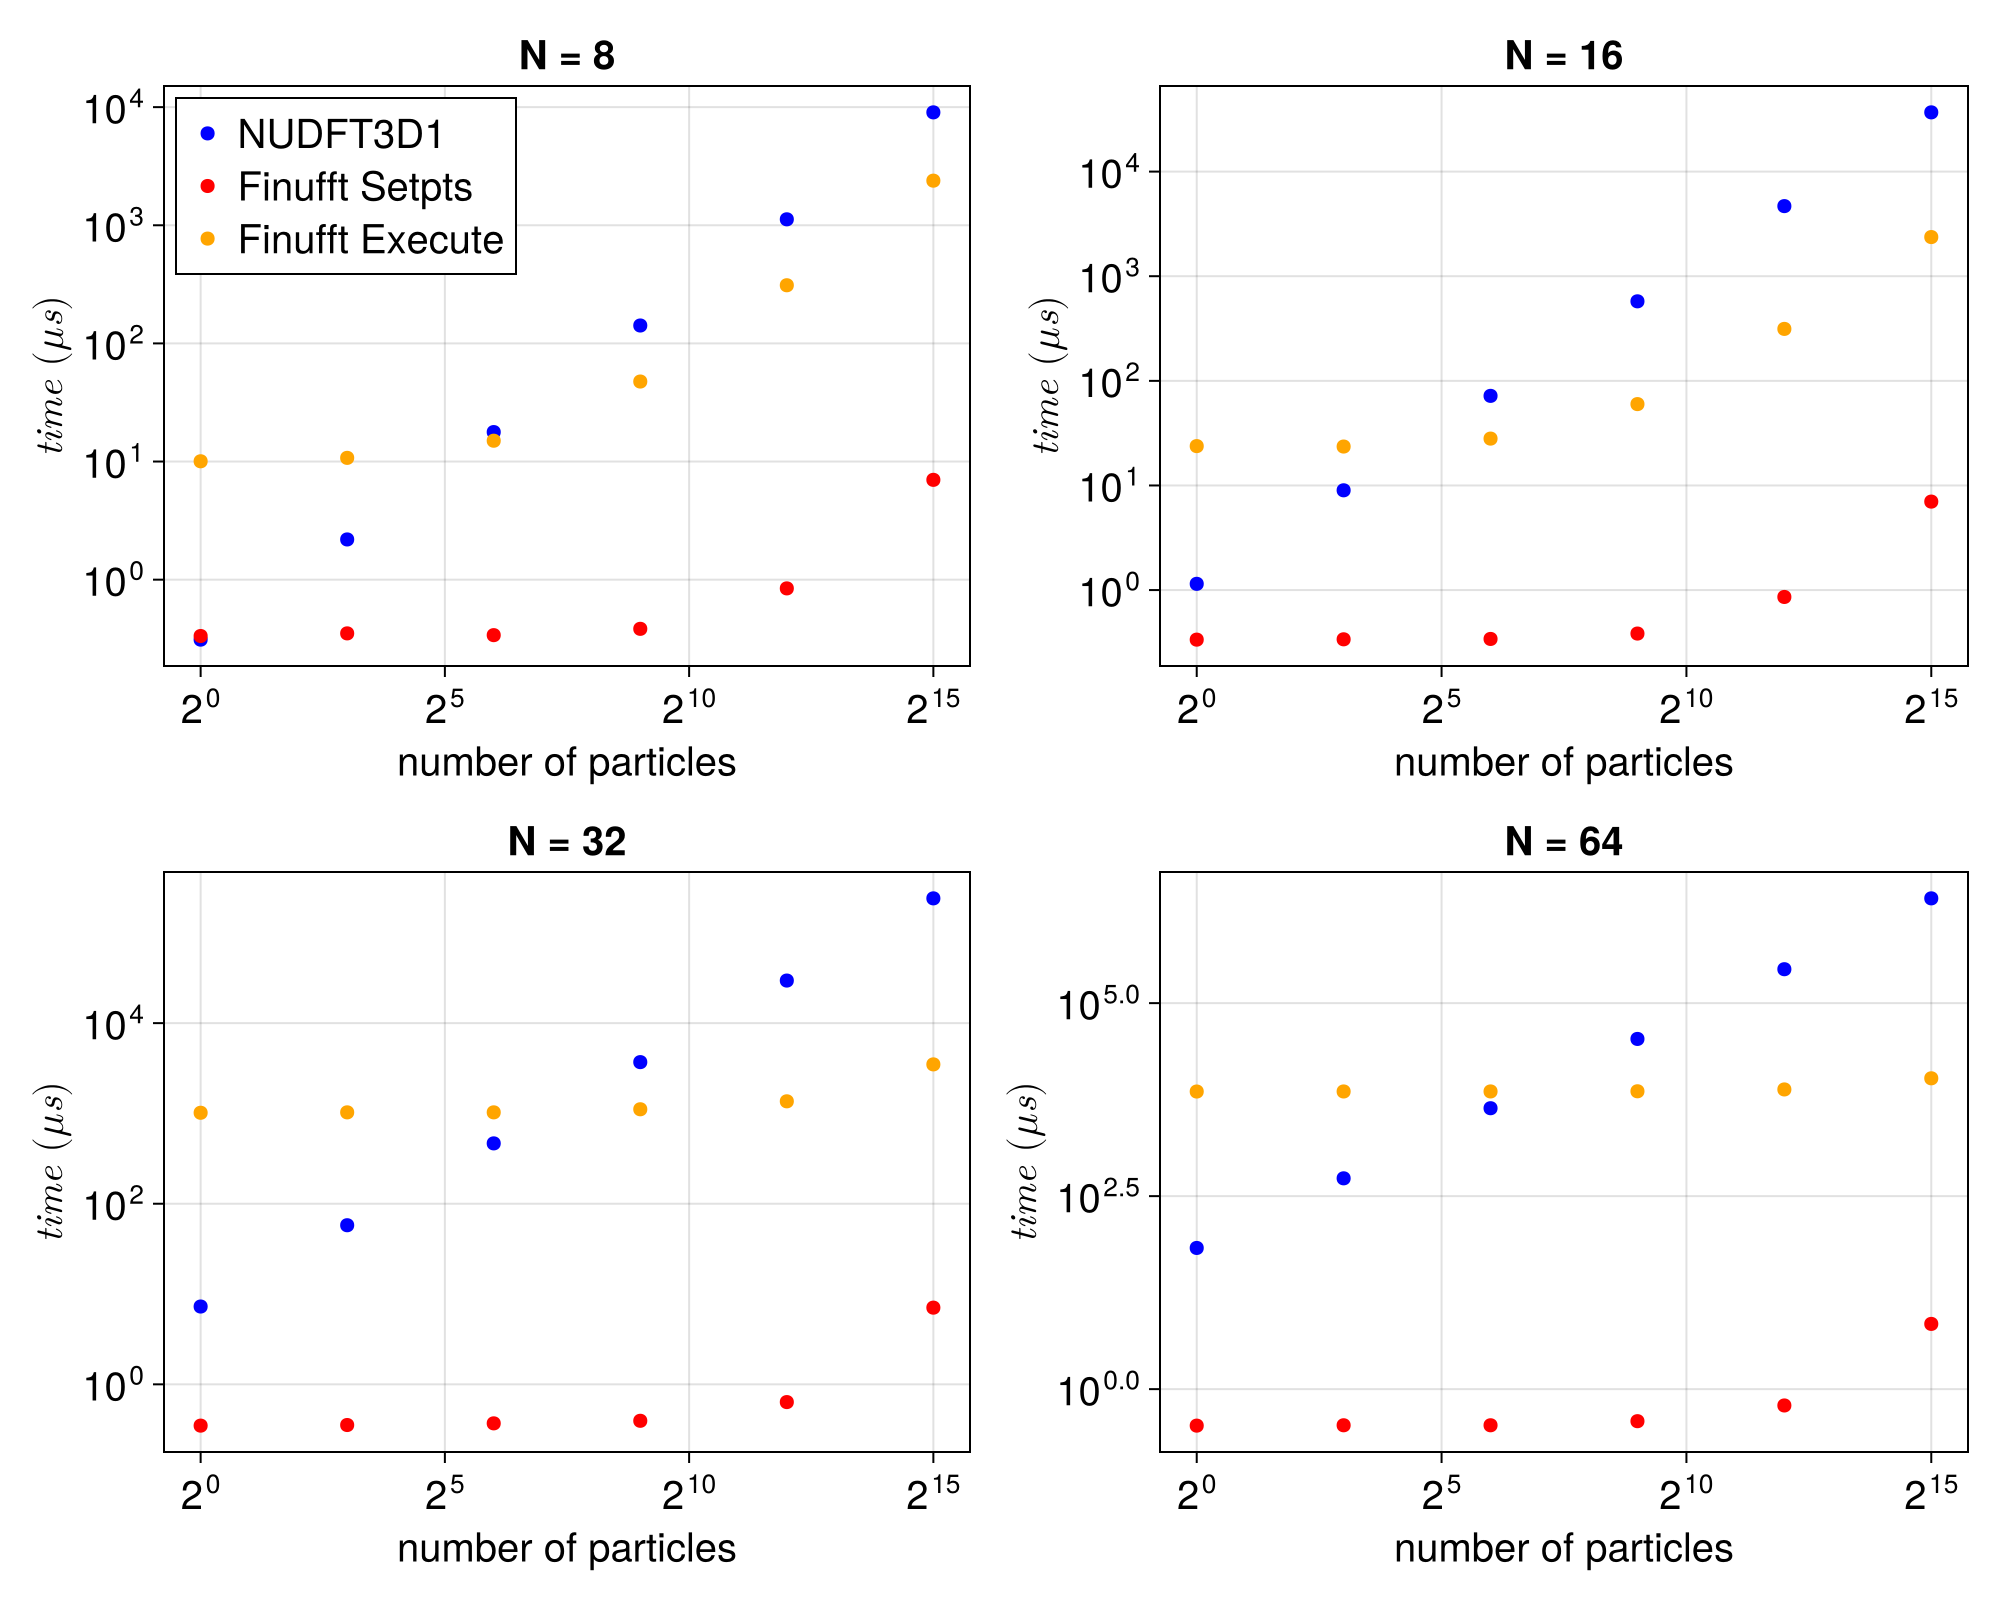 N = 8
10^4
10^3
10^2
10^1
10^0
time (μs)
NUDFT3D1
Finufft Setpts
Finufft Execute
2^0 2^5 2^10 2^15
number of particles
N = 16
10^4
10^3
10^2
10^1
10^0
time (μs)
2^0 2^5 2^10 2^15
number of particles
N = 32
10^4
10^2
10^0
time (μs)
2^0 2^5 2^10 2^15
number of particles
N = 64
10^5.0
10^2.5
10^0.0
time (μs)
2^0 2^5 2^10 2^15
number of particles